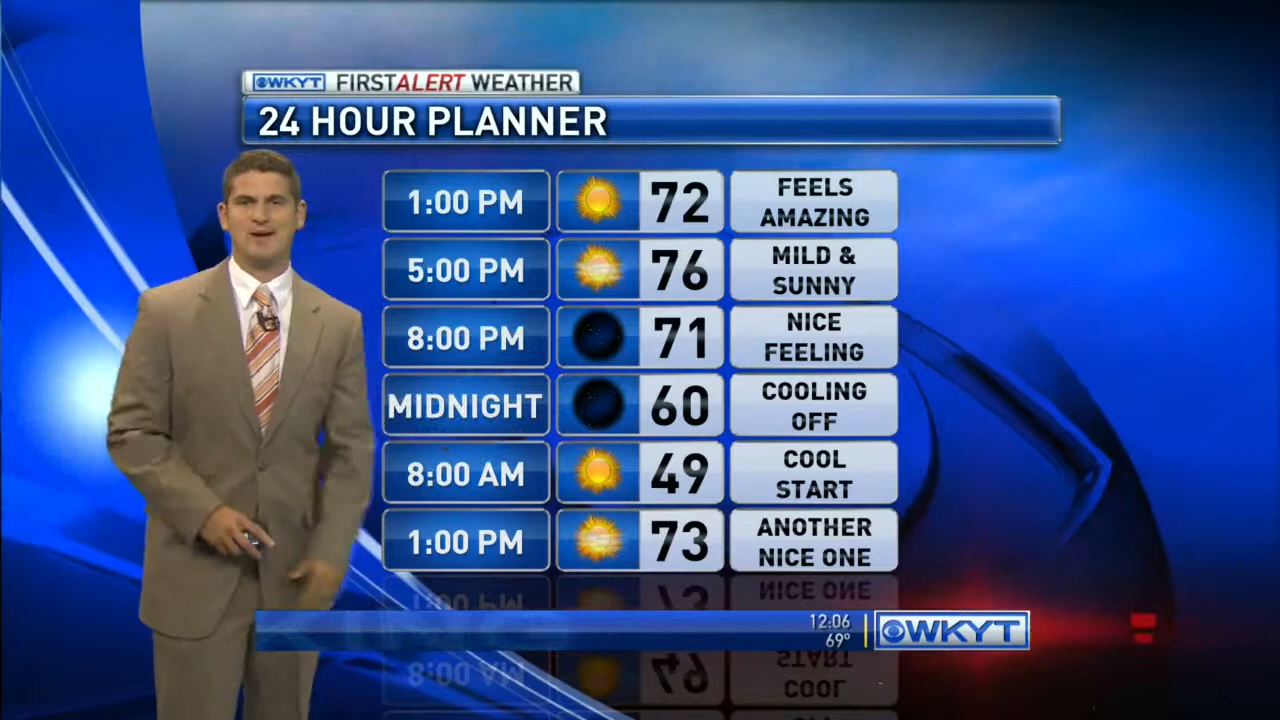 WKYT FIRSTALERT WEATHER
24 HOUR PLANNER
1:00 PM 72 FEELS
AMAZING
5:00 PM 76 MILD &
SUNNY
8:00 PM 71 NICE
FEELING
MIDNIGHT 60 COOLING
OFF
8:00 AM 49 COOL
START
1:00 PM 73 ANOTHER
NICE ONE
12:06
69°
WKYT